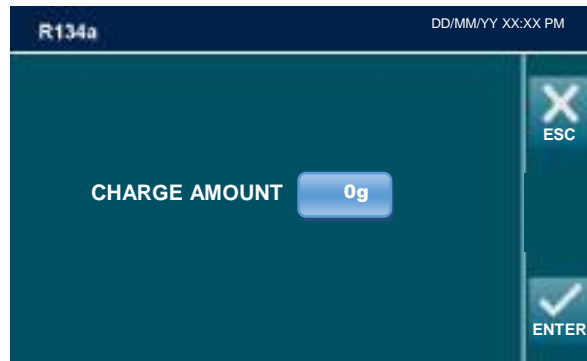 R134a DD/MM/YY XX:XX PM
ESC
CHARGE AMOUNT 0g
ENTER